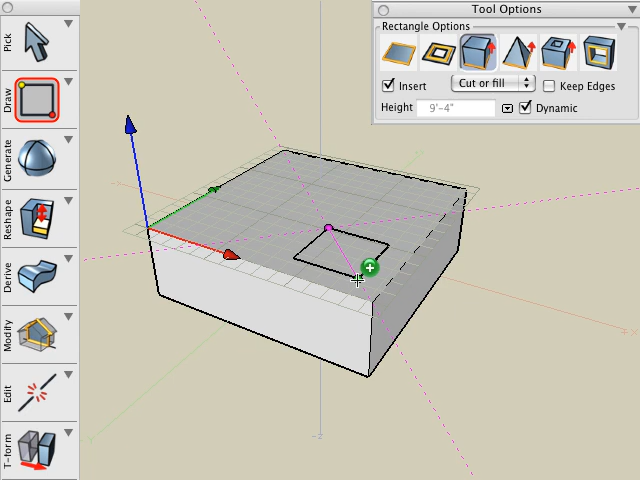 Tool Options
Rectangle Options
Insert
Cut or fill
Keep Edges
Height
9'-4"
Dynamic
Pick
Draw
Generate
Reshape
Derive
Modify
Edit
T-form
+x
-z